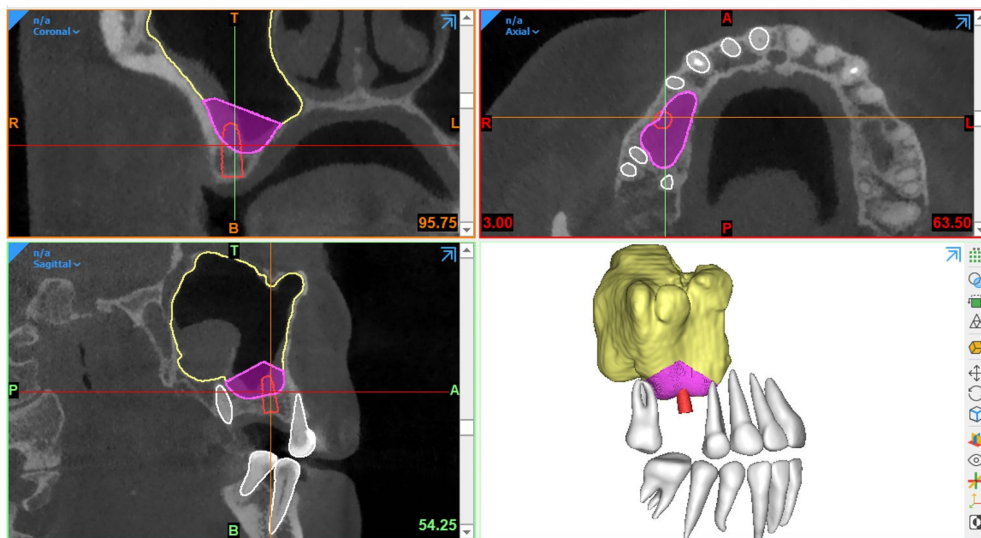 n/a
Coronal
T
R
L
B
95.75
n/a
Axial
A
R
L
P
3.00
63.50
n/a
Sagittal
T
P
A
B
54.25